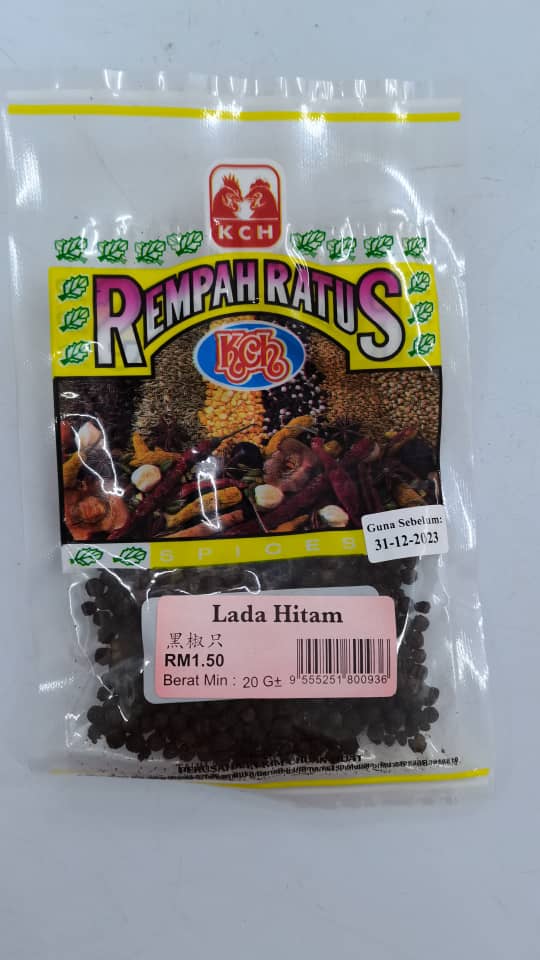 KCH
REMPAH RATUS
Kch
Guna Sebelum:
31-12-2023
SPICES
Lada Hitam
黑椒只
RM1.50
Berat Min : 20 G±
9 555251 800936